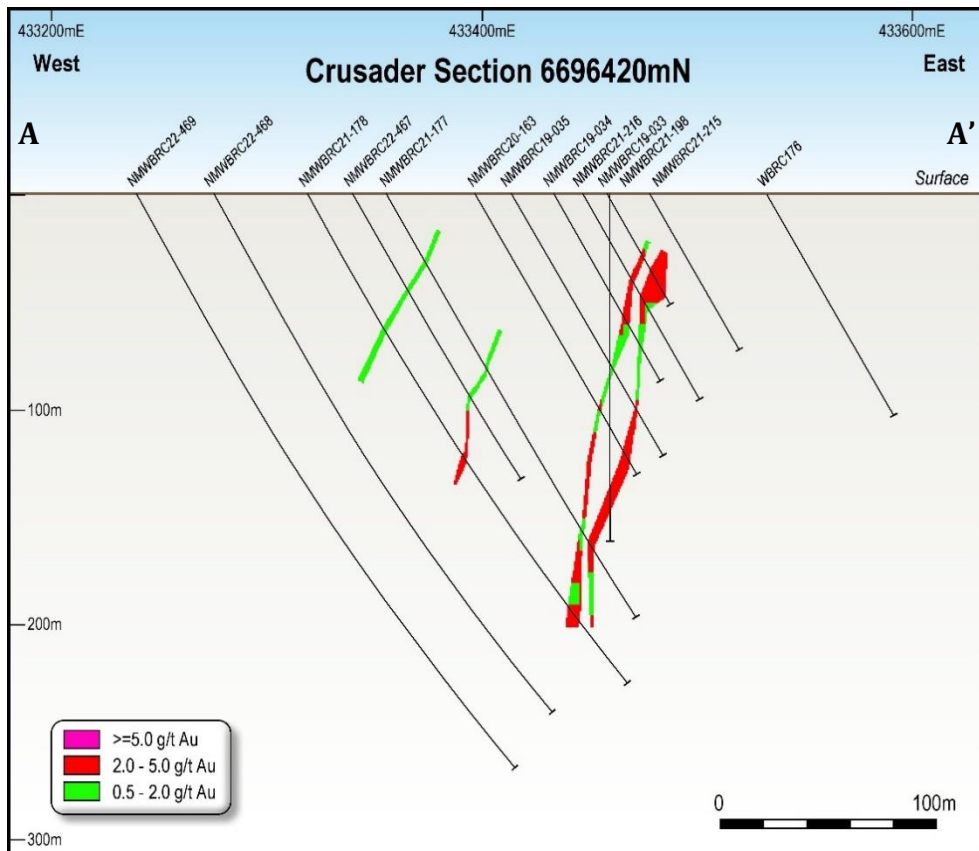 433200mE
433400mE
433600mE
West
Crusader Section 6696420mN
East
A
A'
NMWBRC22-469
NMWBRC22-468
NMWBRC21-178
NMWBRC22-467
NMWBRC21-177
NMWBRC20-163
NMWBRC19-035
NMWBRC19-034
NMWBRC21-216
NMWBRC19-033
NMWBRC21-198
NMWBRC21-215
WBRC176
Surface
100m
200m
300m
>=5.0 g/t Au
2.0 - 5.0 g/t Au
0.5 - 2.0 g/t Au
0
100m